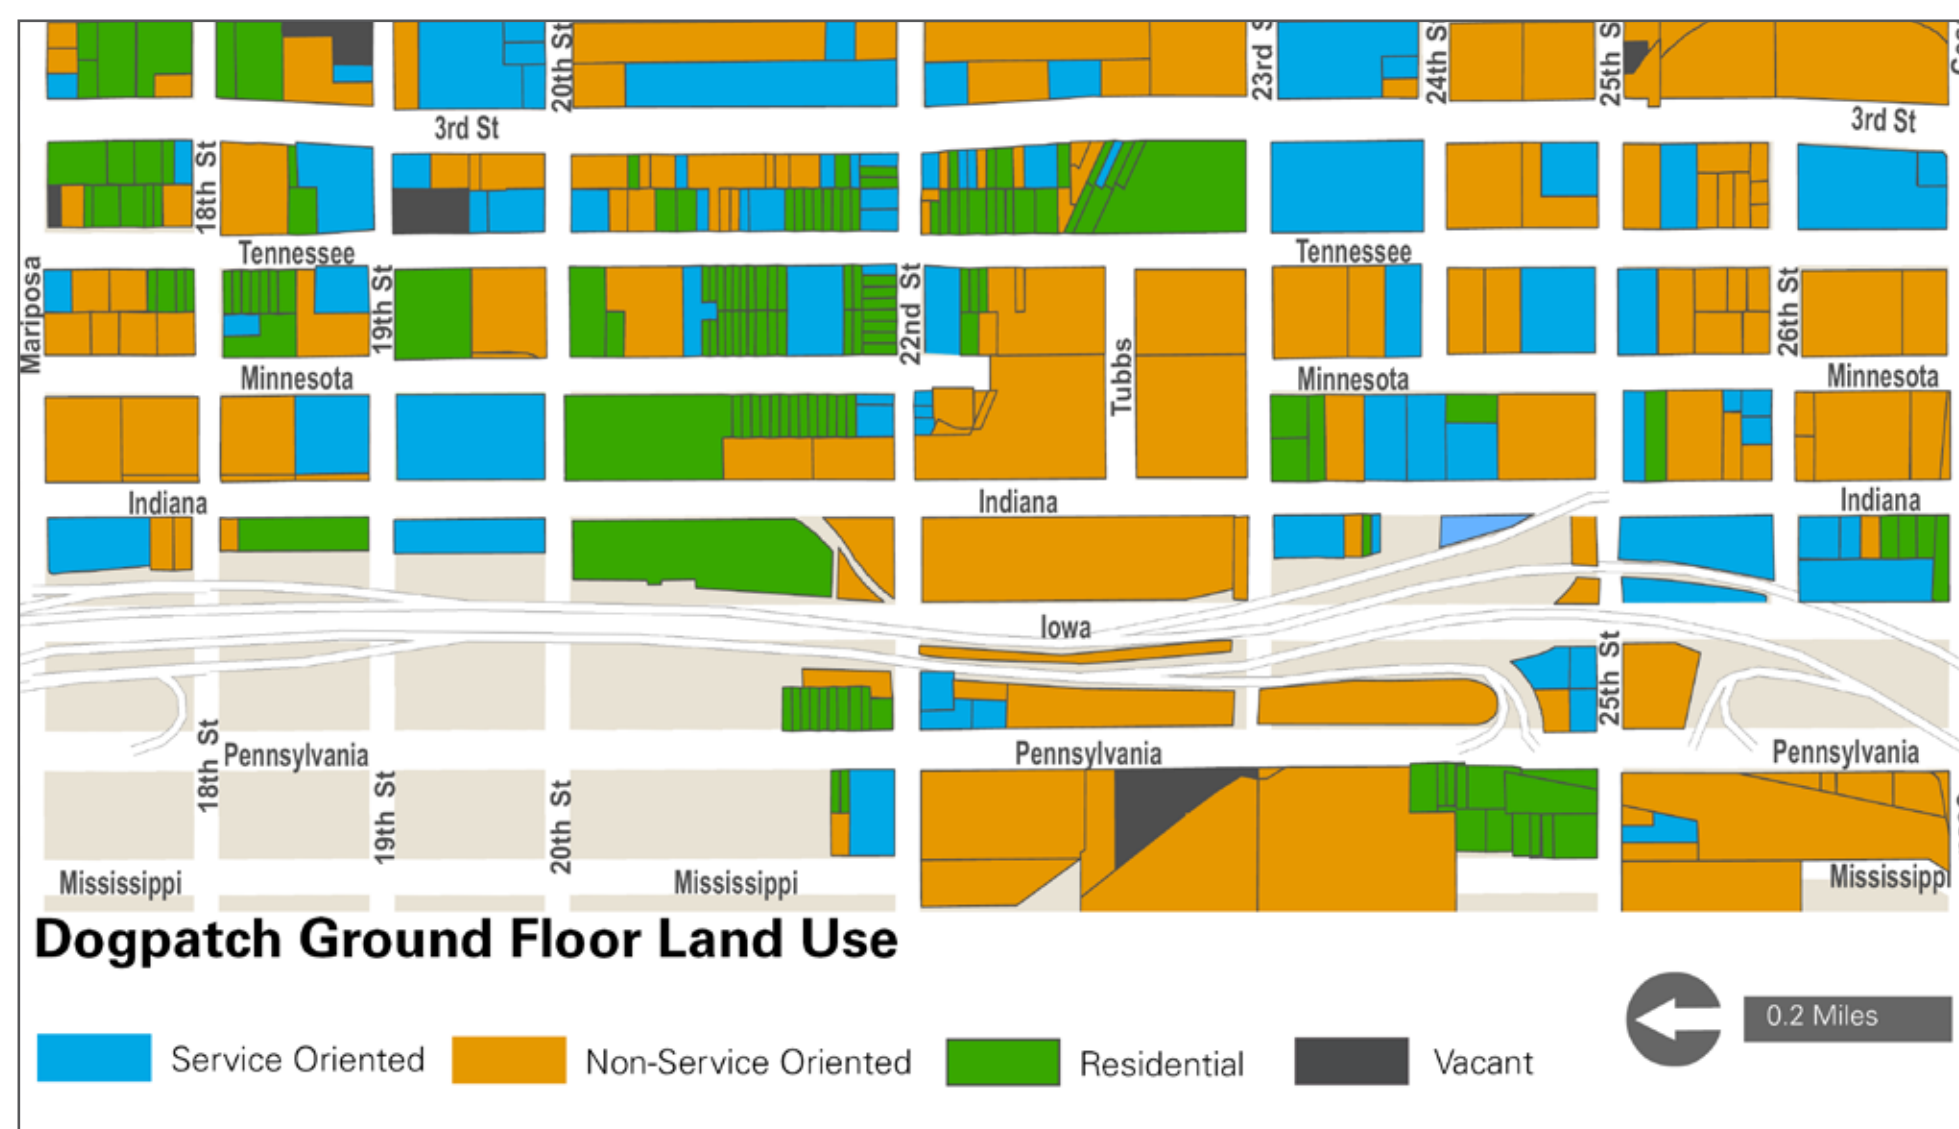 20th St
23rd S
24th S
25th S
3rd St
3rd St
18th St
Tennessee
Tennessee
Mariposa
19th St
22nd St
26th St
Tubbs
Minnesota
Minnesota
Minnesota
Indiana
Indiana
Indiana
Iowa
25th St
18th St
Pennsylvania
Pennsylvania
Pennsylvania
19th St
20th St
Mississippi
Mississippi
Mississippi
Dogpatch Ground Floor Land Use
Service Oriented
Non-Service Oriented
Residential
Vacant
0.2 Miles